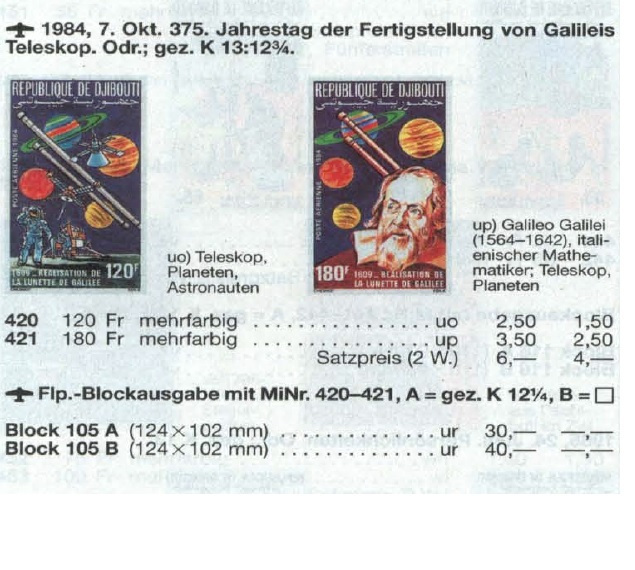 1984, 7. Okt. 375. Jahrestag der Fertigstellung von Galileis
Teleskop. Odr.; gez. K 13:12¾.
REPUBLIQUE DE DJIBOUTI
جمهورية جيبوتي
POSTE AERIENNE 1984
1609 _ REALISATION DE
LA LUNETTE DE GALILEE
120F
uo) Teleskop,
Planeten,
Astronauten
REPUBLIQUE DE DJIBOUTI
جمهورية جيبوتي
POSTE AERIENNE 1984
180F
1609 _ REALISATION DE
LA LUNETTE DE GALILEE
up) Galileo Galilei
(1564–1642), itali-
enischer Mathe-
matiker; Teleskop,
Planeten
420 120 Fr mehrfarbig . . . . . . . . . . . . . . . . . uo 2,50 1,50
421 180 Fr mehrfarbig . . . . . . . . . . . . . . . . . up 3,50 2,50
Satzpreis (2 W.) 6,— 4,—
Flp.-Blockausgabe mit MiNr. 420–421, A = gez. K 12¼, B = □
Block 105 A (124×102 mm) . . . . . . . . . . . . . . . . ur 30,— —,—
Block 105 B (124×102 mm) . . . . . . . . . . . . . . . . ur 40,— —,—